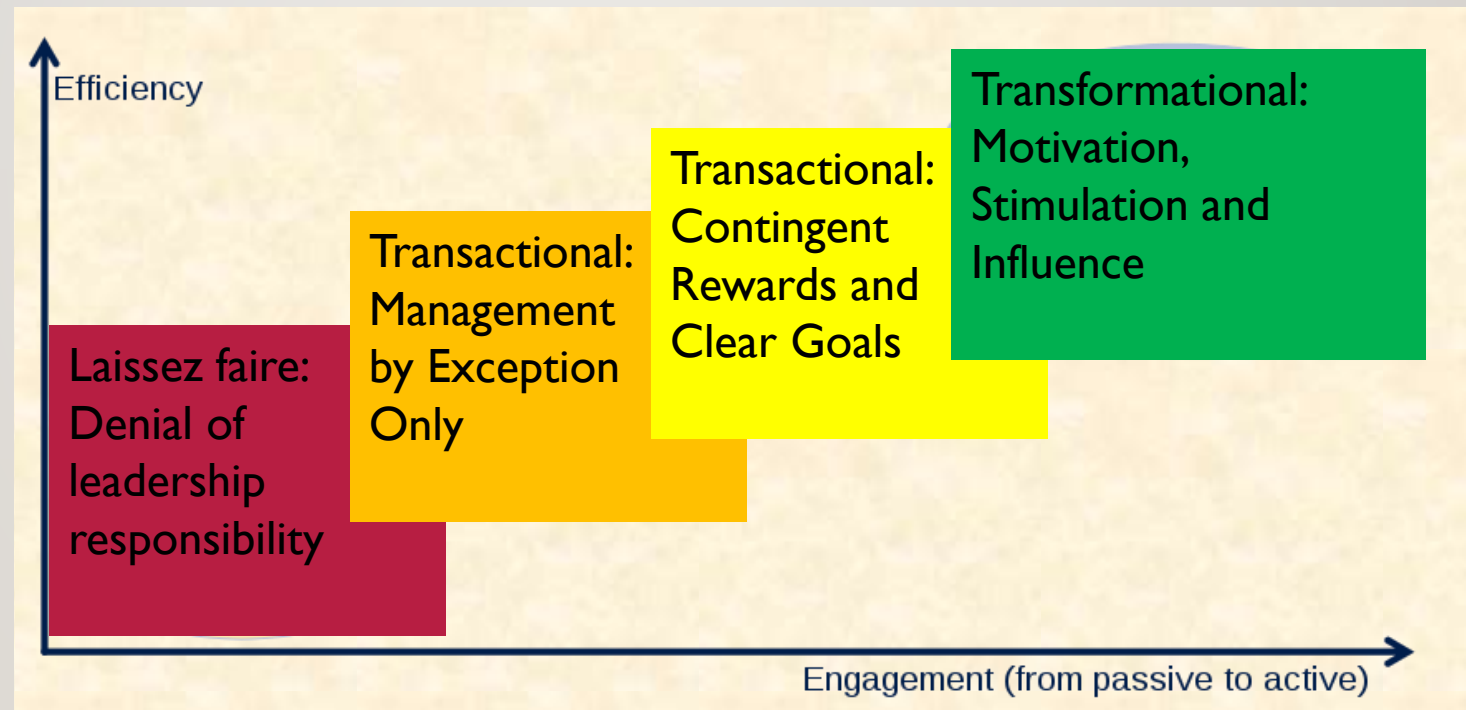 Efficiency
Transformational:
Motivation,
Stimulation and
Influence
Transactional:
Contingent
Rewards and
Clear Goals
Transactional:
Management
by Exception
Only
Laissez faire:
Denial of
leadership
responsibility
Engagement (from passive to active)